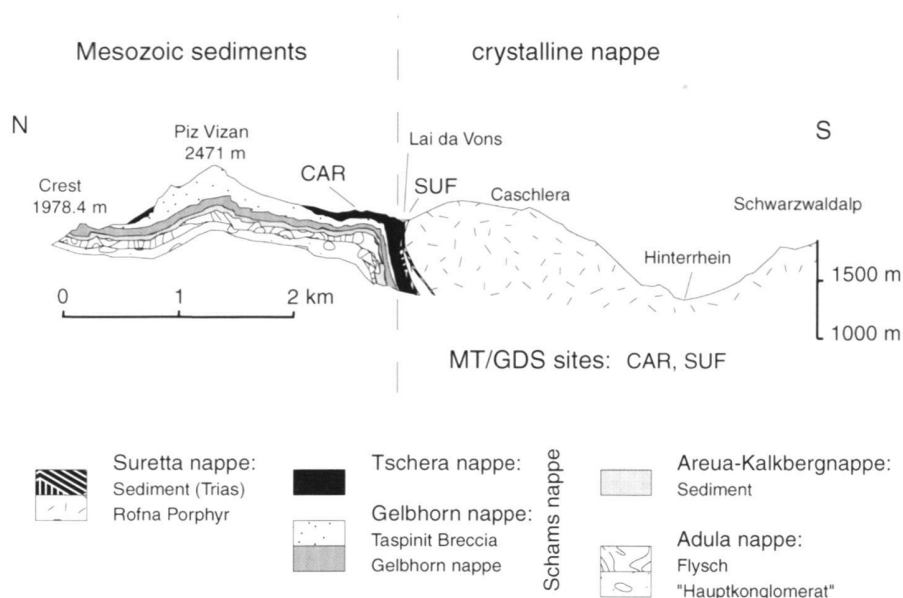 Mesozoic sediments
crystalline nappe
N
S
Piz Vizan
2471 m
Lai da Vons
CAR
SUF
Crest
1978.4 m
Caschlera
Schwarzwaldalp
Hinterrhein
1500 m
1000 m
0 1 2 km
MT/GDS sites: CAR, SUF
Suretta nappe:
Sediment (Trias)
Rofna Porphyr
Tschera nappe:
Gelbhorn nappe:
Taspinit Breccia
Gelbhorn nappe
Schams nappe
Areua-Kalkbergnappe:
Sediment
Adula nappe:
Flysch
"Hauptkonglomerat"